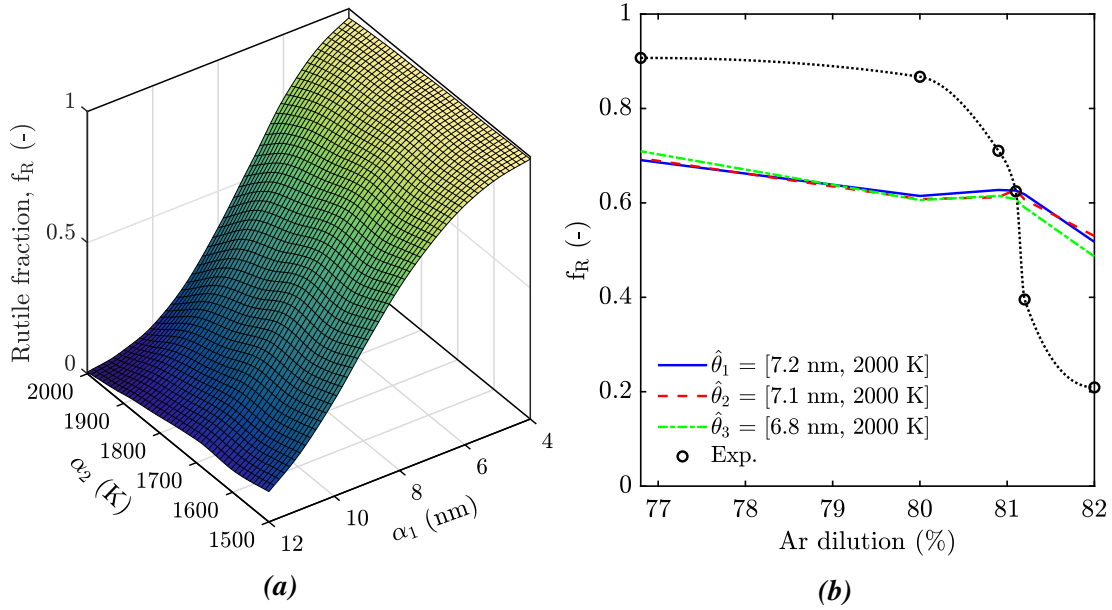 1
0.5
0
Rutile fraction, f_R (-)
2000
1900
1800
1700
1600
1500
α₂ (K)
12
10
8
6
4
α₁ (nm)
(a)
1
0.8
0.6
0.4
0.2
0
f_R (-)
θ̂₁ = [7.2 nm, 2000 K]
θ̂₂ = [7.1 nm, 2000 K]
θ̂₃ = [6.8 nm, 2000 K]
Exp.
77 78 79 80 81 82
Ar dilution (%)
(b)